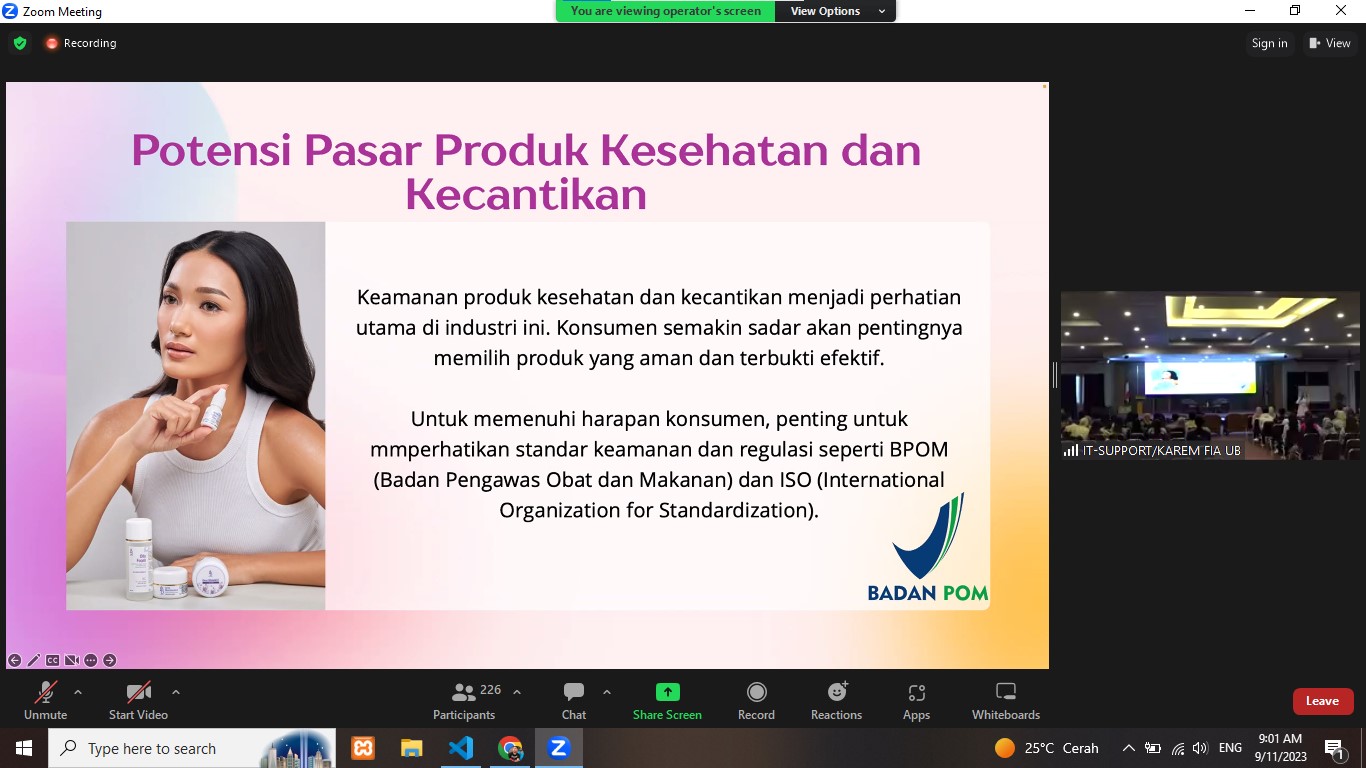 Zoom Meeting
You are viewing operator's screen
View Options
Recording
Sign in
View
Potensi Pasar Produk Kesehatan dan
Kecantikan
Keamanan produk kesehatan dan kecantikan menjadi perhatian
utama di industri ini. Konsumen semakin sadar akan pentingnya
memilih produk yang aman dan terbukti efektif.
Untuk memenuhi harapan konsumen, penting untuk
mmperhatikan standar keamanan dan regulasi seperti BPOM
(Badan Pengawas Obat dan Makanan) dan ISO (International
Organization for Standardization).
BADAN POM
IT-SUPPORT/KAREM FIA UB
CC
Unmute
Start Video
226
Participants
Chat
Share Screen
Record
Reactions
Apps
Whiteboards
Leave
Type here to search
25°C Cerah
ENG
9:01 AM
9/11/2023
1